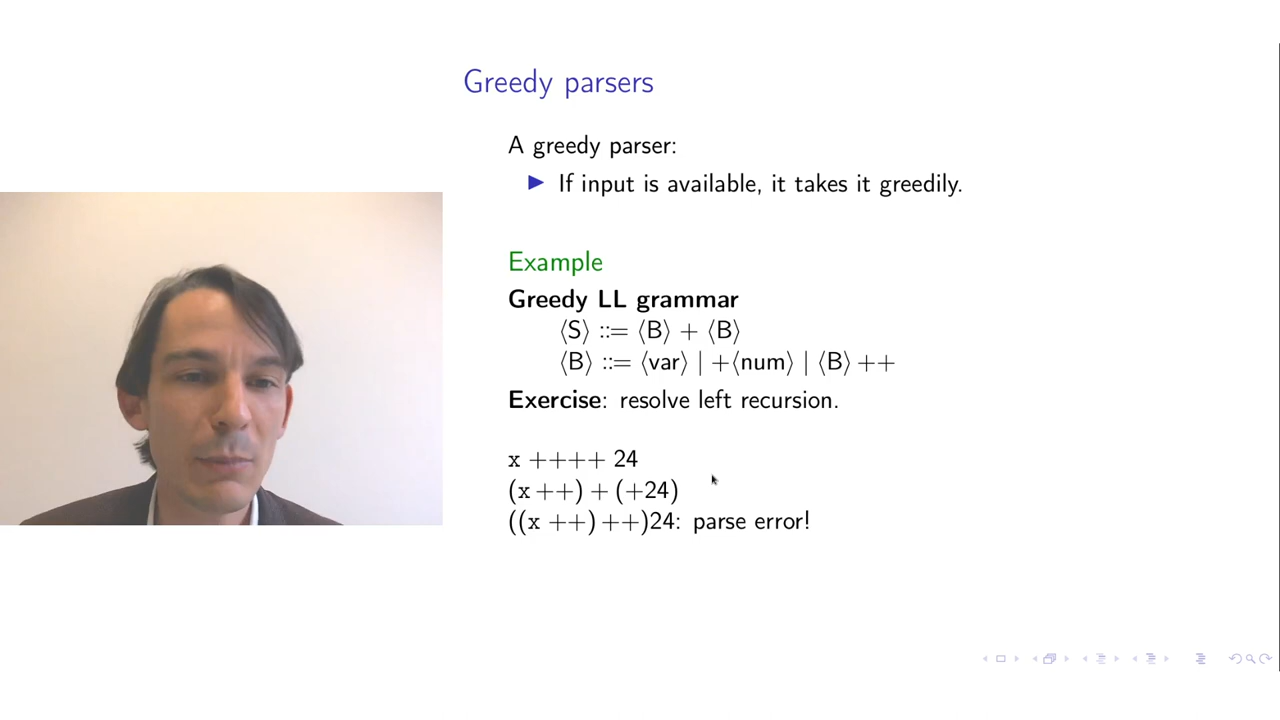 Greedy parsers
A greedy parser:
▶ If input is available, it takes it greedily.
Example
Greedy LL grammar
⟨S⟩ ::= ⟨B⟩ + ⟨B⟩
⟨B⟩ ::= ⟨var⟩ | +⟨num⟩ | ⟨B⟩ ++
Exercise: resolve left recursion.
x ++++ 24
(x ++) + (+24)
((x ++) ++)24: parse error!